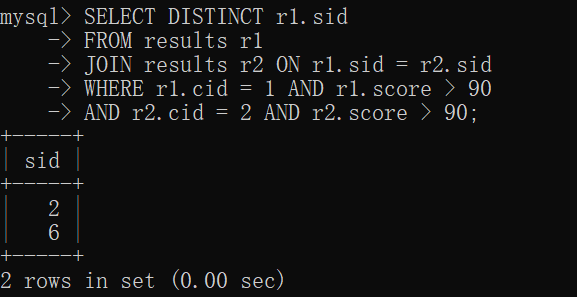 mysql> SELECT DISTINCT r1.sid
    -> FROM results r1
    -> JOIN results r2 ON r1.sid = r2.sid
    -> WHERE r1.cid = 1 AND r1.score > 90
    -> AND r2.cid = 2 AND r2.score > 90;
+-----+
| sid |
+-----+
|   2 |
|   6 |
+-----+
2 rows in set (0.00 sec)